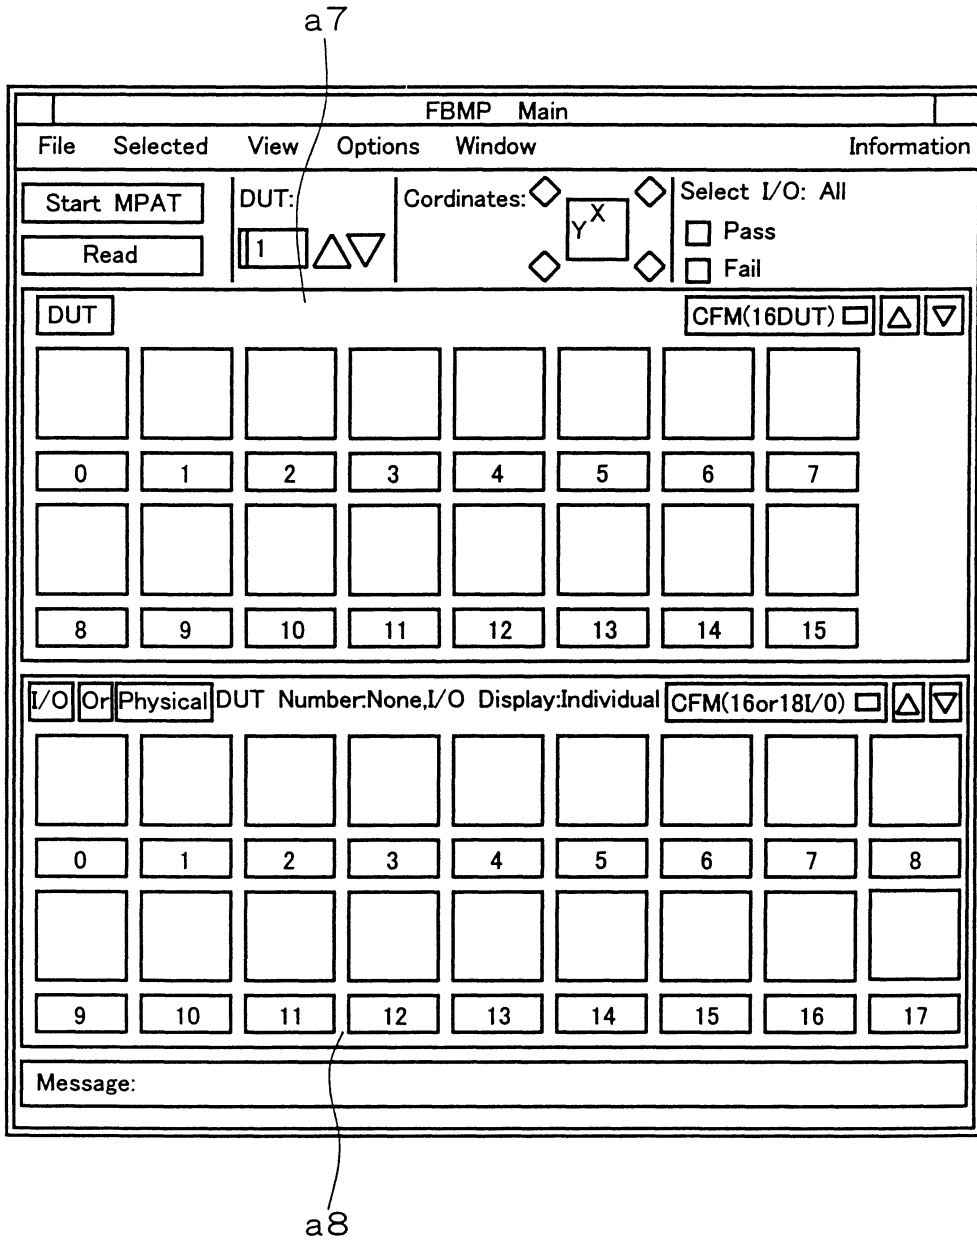 a7
FBMP Main
File Selected View Options Window Information
Start MPAT DUT: Cordinates: X Select I/O: All
Y
1 Pass
Read Fail
DUT CFM(16DUT)
0 1 2 3 4 5 6 7
8 9 10 11 12 13 14 15
I/O Or Physical DUT Number:None,I/O Display:Individual CFM(16or18I/0)
0 1 2 3 4 5 6 7 8
9 10 11 12 13 14 15 16 17
Message:
a8